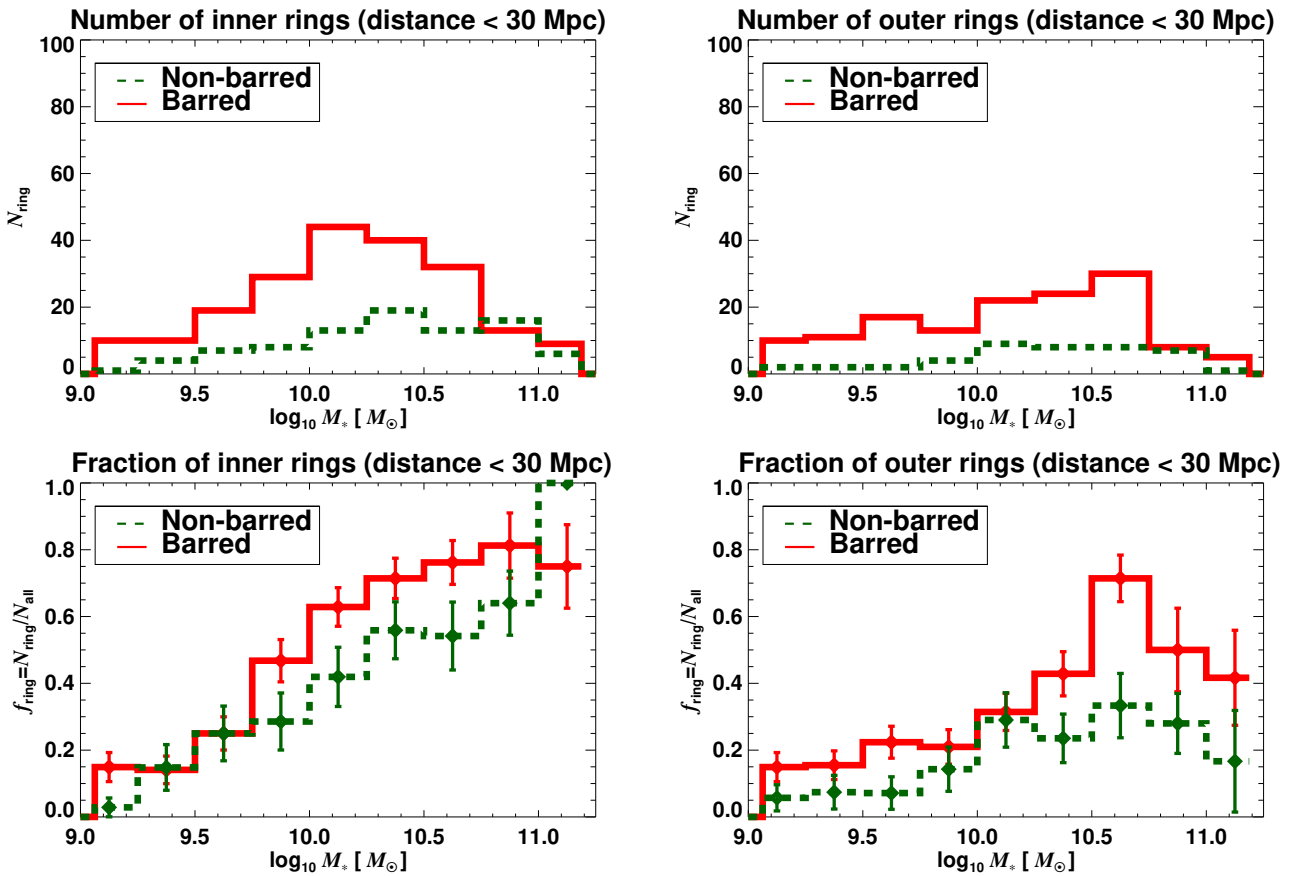 Number of inner rings (distance < 30 Mpc)
100
80
60
40
20
0
N_ring
Non-barred
Barred
9.0 9.5 10.0 10.5 11.0
log₁₀ M* [ M⊙]
Number of outer rings (distance < 30 Mpc)
100
80
60
40
20
0
N_ring
Non-barred
Barred
9.0 9.5 10.0 10.5 11.0
log₁₀ M* [ M⊙]
Fraction of inner rings (distance < 30 Mpc)
1.0
0.8
0.6
0.4
0.2
0.0
f_ring=N_ring/N_all
Non-barred
Barred
9.0 9.5 10.0 10.5 11.0
log₁₀ M* [ M⊙]
Fraction of outer rings (distance < 30 Mpc)
1.0
0.8
0.6
0.4
0.2
0.0
f_ring=N_ring/N_all
Non-barred
Barred
9.0 9.5 10.0 10.5 11.0
log₁₀ M* [ M⊙]